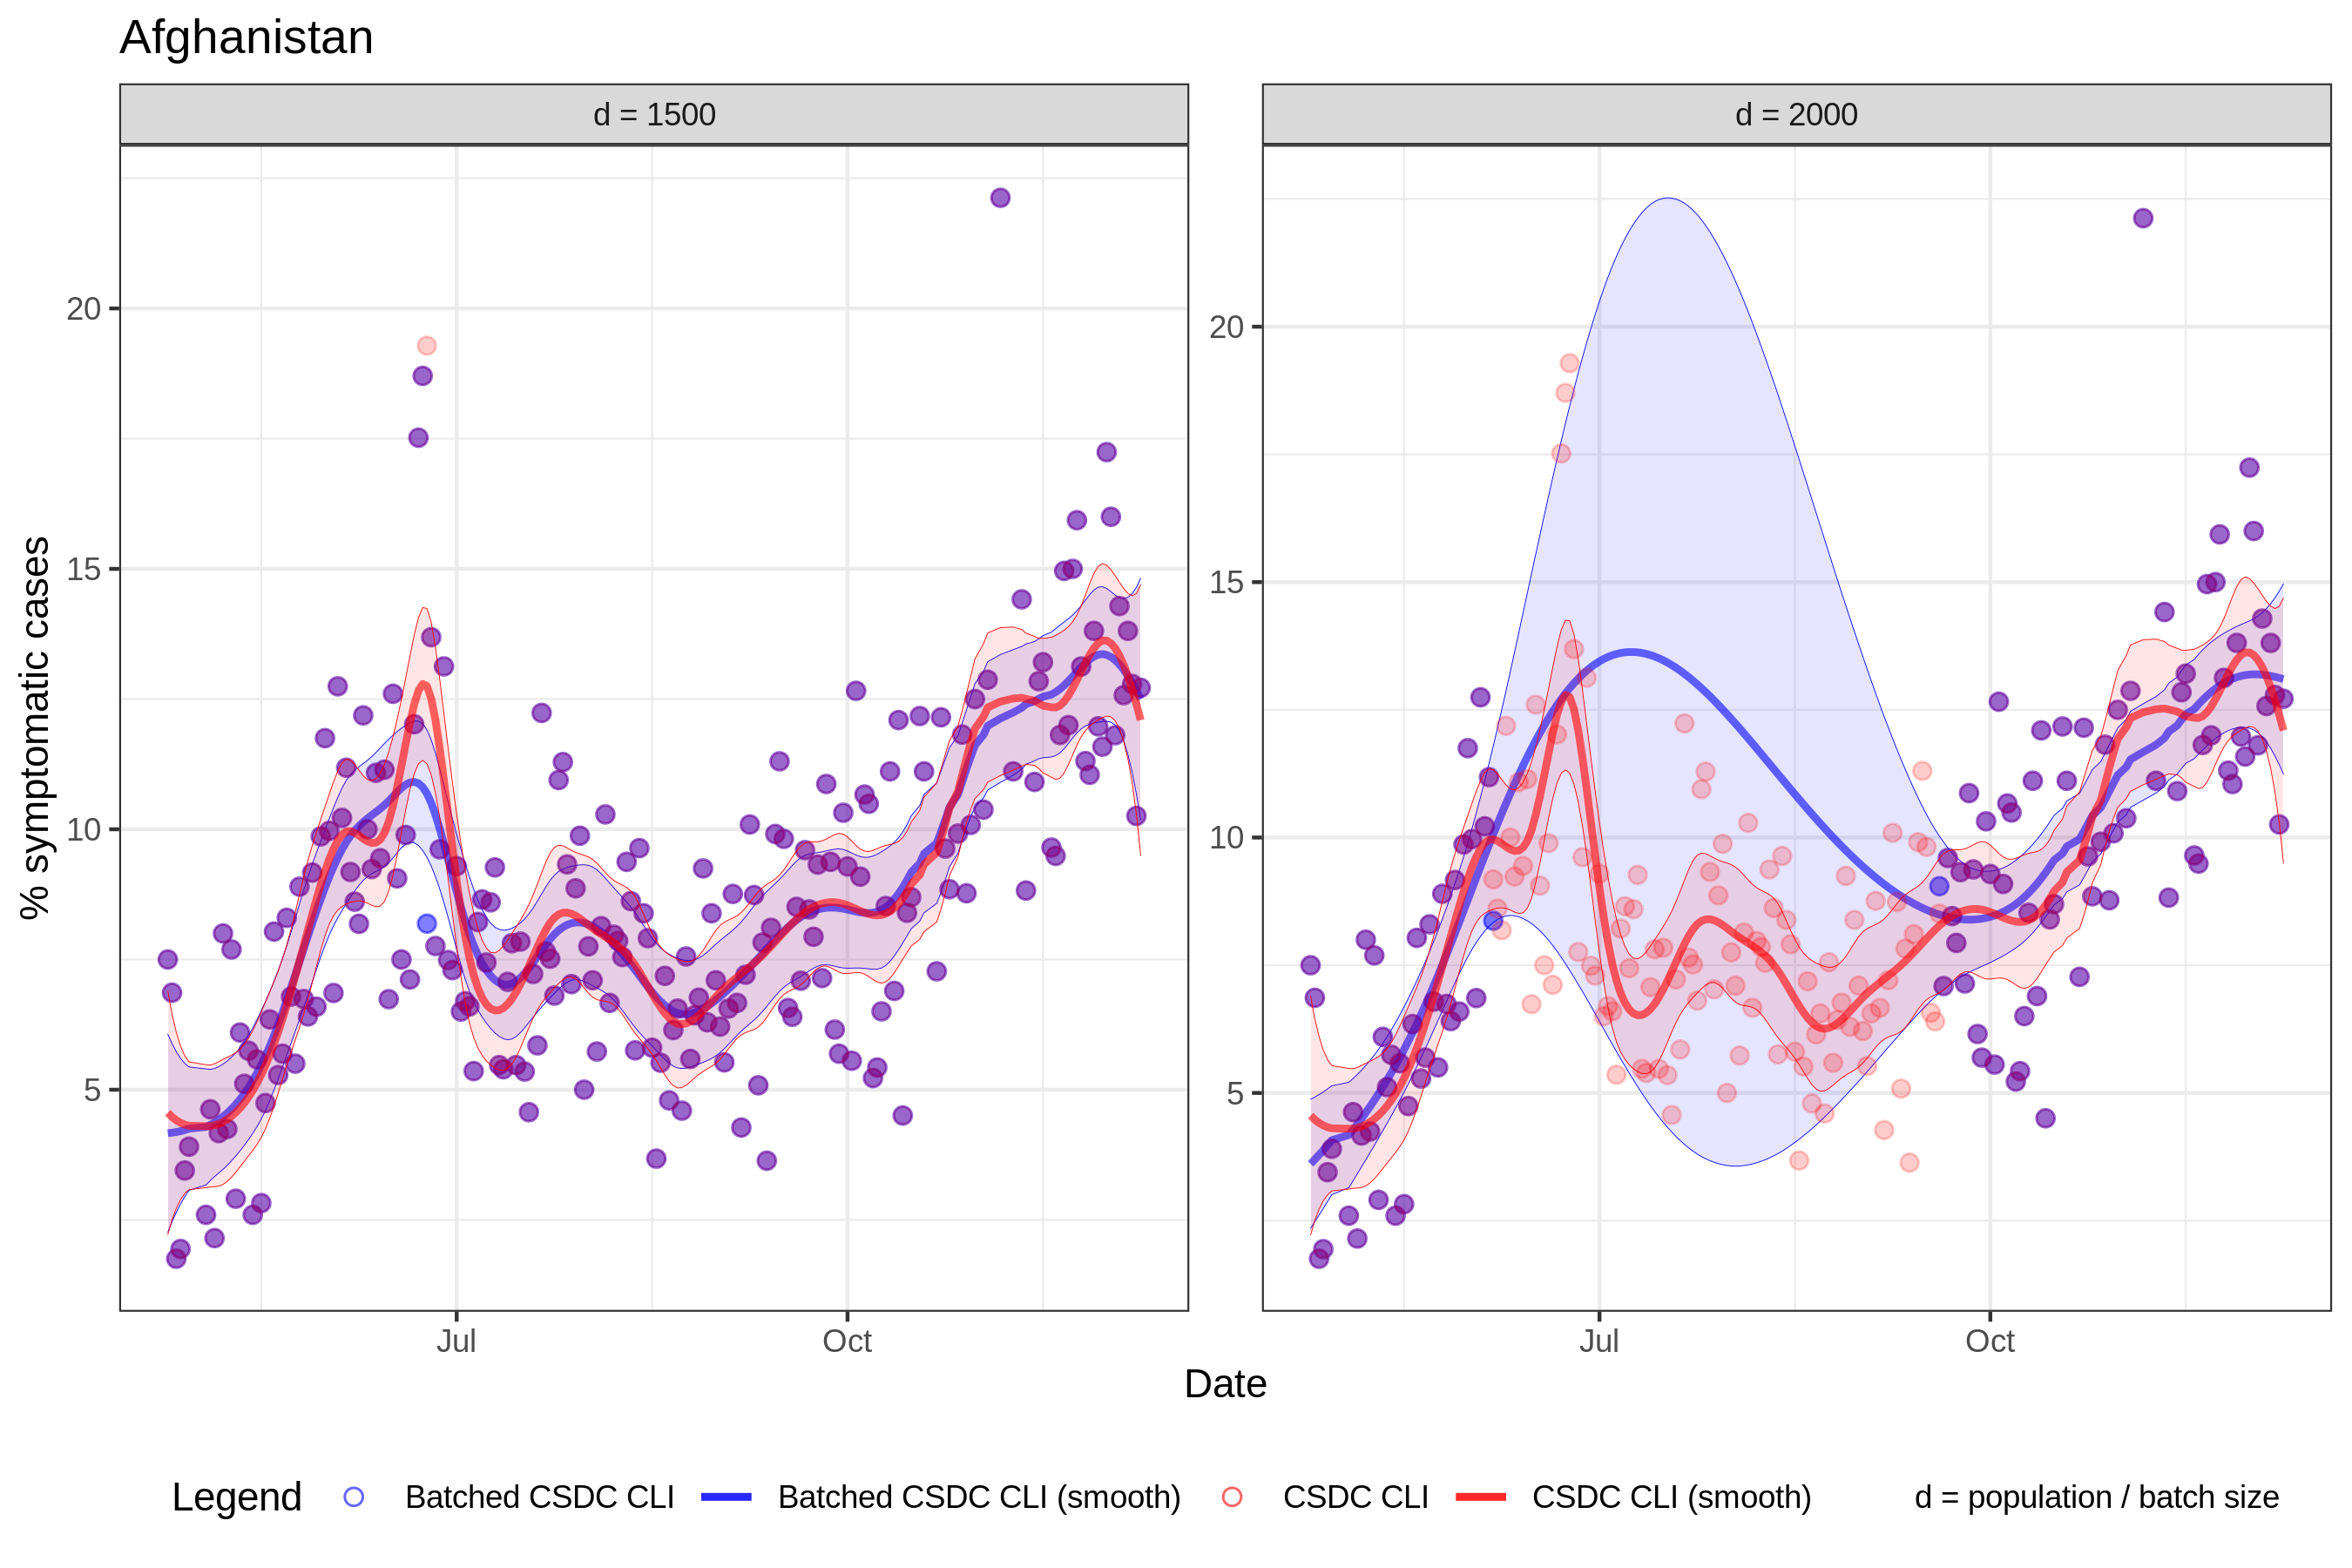 Afghanistan
d = 1500
d = 2000
% symptomatic cases
20
15
10
5
20
15
10
5
Jul
Oct
Jul
Oct
Date
Legend
Batched CSDC CLI
Batched CSDC CLI (smooth)
CSDC CLI
CSDC CLI (smooth)
d = population / batch size